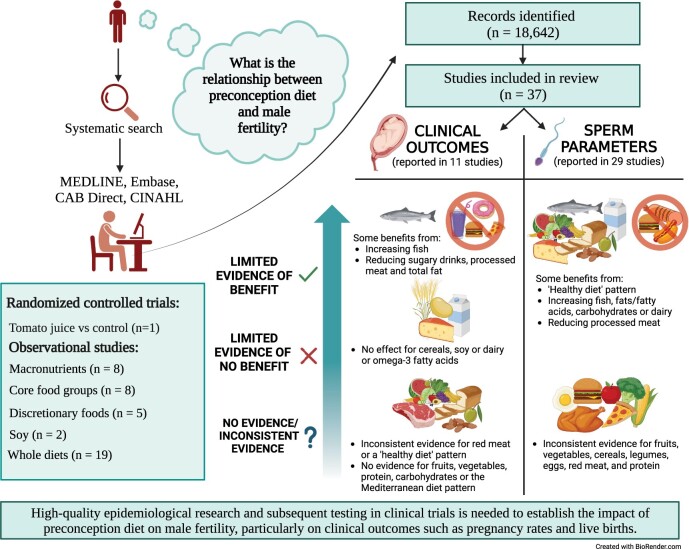 What is the
relationship between
preconception diet
and male
fertility?
Systematic search
MEDLINE, Embase,
CAB Direct, CINAHL
Randomized controlled trials:
Tomato juice vs control (n=1)
Observational studies:
Macronutrients (n = 8)
Core food groups (n = 8)
Discretionary foods (n = 5)
Soy (n = 2)
Whole diets (n = 19)
Records identified
(n = 18,642)
Studies included in review
(n = 37)
CLINICAL
OUTCOMES
(reported in 11 studies)
SPERM
PARAMETERS
(reported in 29 studies)
LIMITED
EVIDENCE OF
BENEFIT
Some benefits from:
• Increasing fish
• Reducing sugary drinks, processed
meat and total fat
Some benefits from:
• 'Healthy diet' pattern
• Increasing fish, fats/fatty
acids, carbohydrates or dairy
• Reducing processed meat
LIMITED
EVIDENCE OF
NO BENEFIT
• No effect for cereals, soy or dairy
or omega-3 fatty acids
NO EVIDENCE/
INCONSISTENT
EVIDENCE
?
• Inconsistent evidence for red meat
or a 'healthy diet' pattern
• No evidence for fruits, vegetables,
protein, carbohydrates or the
Mediterranean diet pattern
• Inconsistent evidence for fruits,
vegetables, cereals, legumes,
eggs, red meat, and protein
High-quality epidemiological research and subsequent testing in clinical trials is needed to establish the impact of
preconception diet on male fertility, particularly on clinical outcomes such as pregnancy rates and live births.
Created with BioRender.com